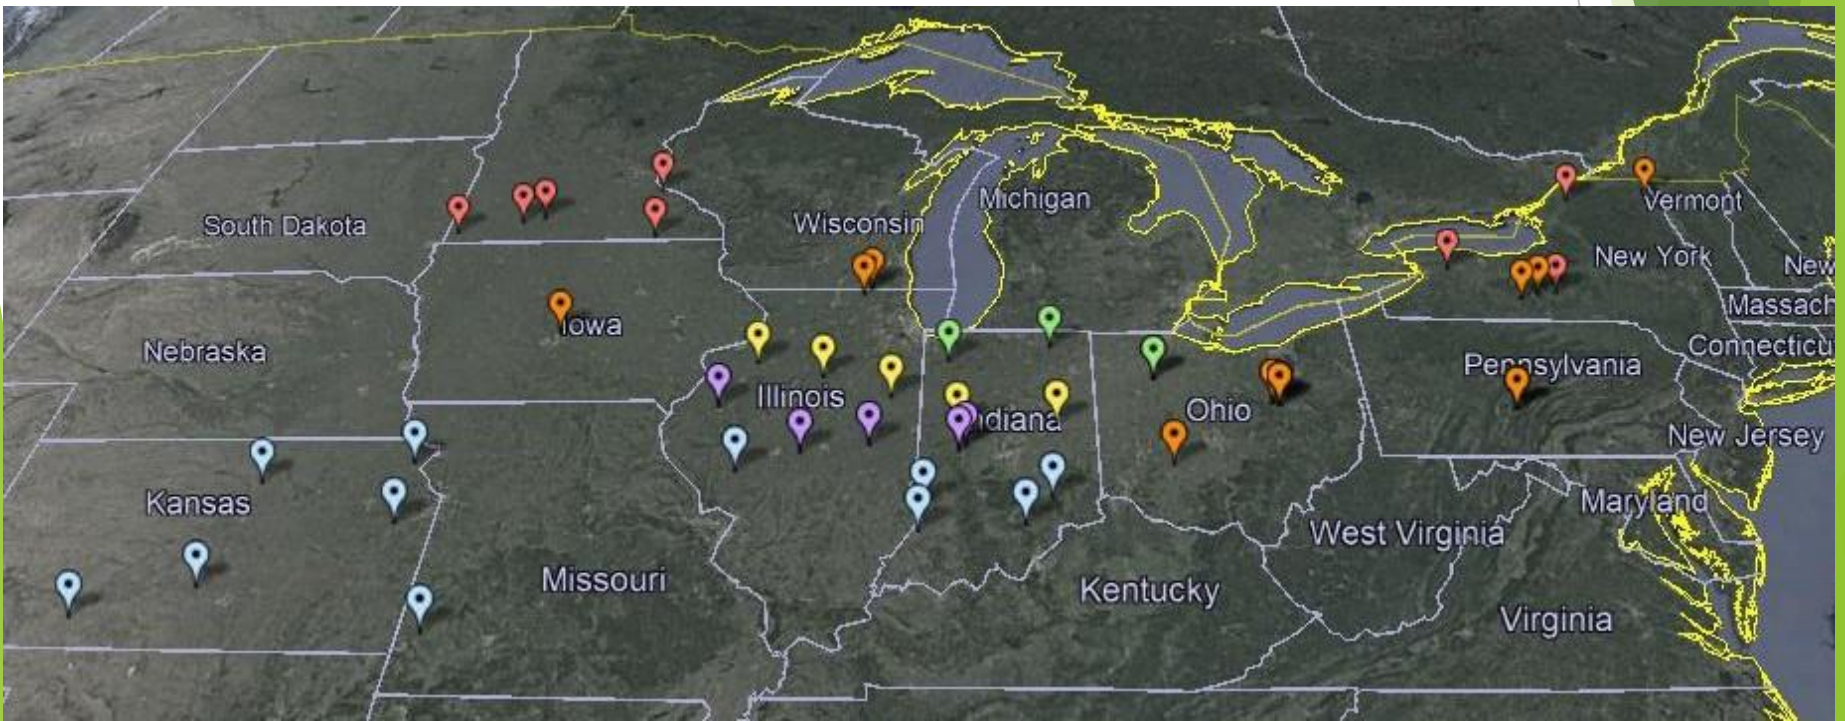 Michigan
Vermont
South Dakota
Wisconsin
New York
New
Massach
Iowa
Connecticu
Nebraska
Pennsylvania
Illinois
Ohio
ndiana
New Jersey
Kansas
Maryland
West Virginia
Missouri
Kentucky
Virginia